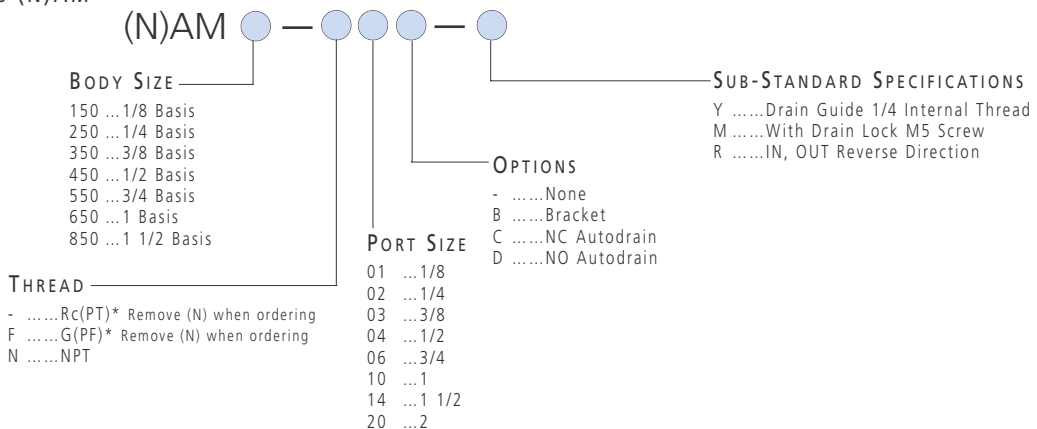 (N)AM — —
BODY SIZE
150 ...1/8 Basis
250 ...1/4 Basis
350 ...3/8 Basis
450 ...1/2 Basis
550 ...3/4 Basis
650 ...1 Basis
850 ...1 1/2 Basis
THREAD
- ......Rc(PT)* Remove (N) when ordering
F ......G(PF)* Remove (N) when ordering
N ......NPT
PORT SIZE
01 ...1/8
02 ...1/4
03 ...3/8
04 ...1/2
06 ...3/4
10 ...1
14 ...1 1/2
20 ...2
OPTIONS
- ......None
B ......Bracket
C ......NC Autodrain
D ......NO Autodrain
SUB-STANDARD SPECIFICATIONS
Y ......Drain Guide 1/4 Internal Thread
M ......With Drain Lock M5 Screw
R ......IN, OUT Reverse Direction